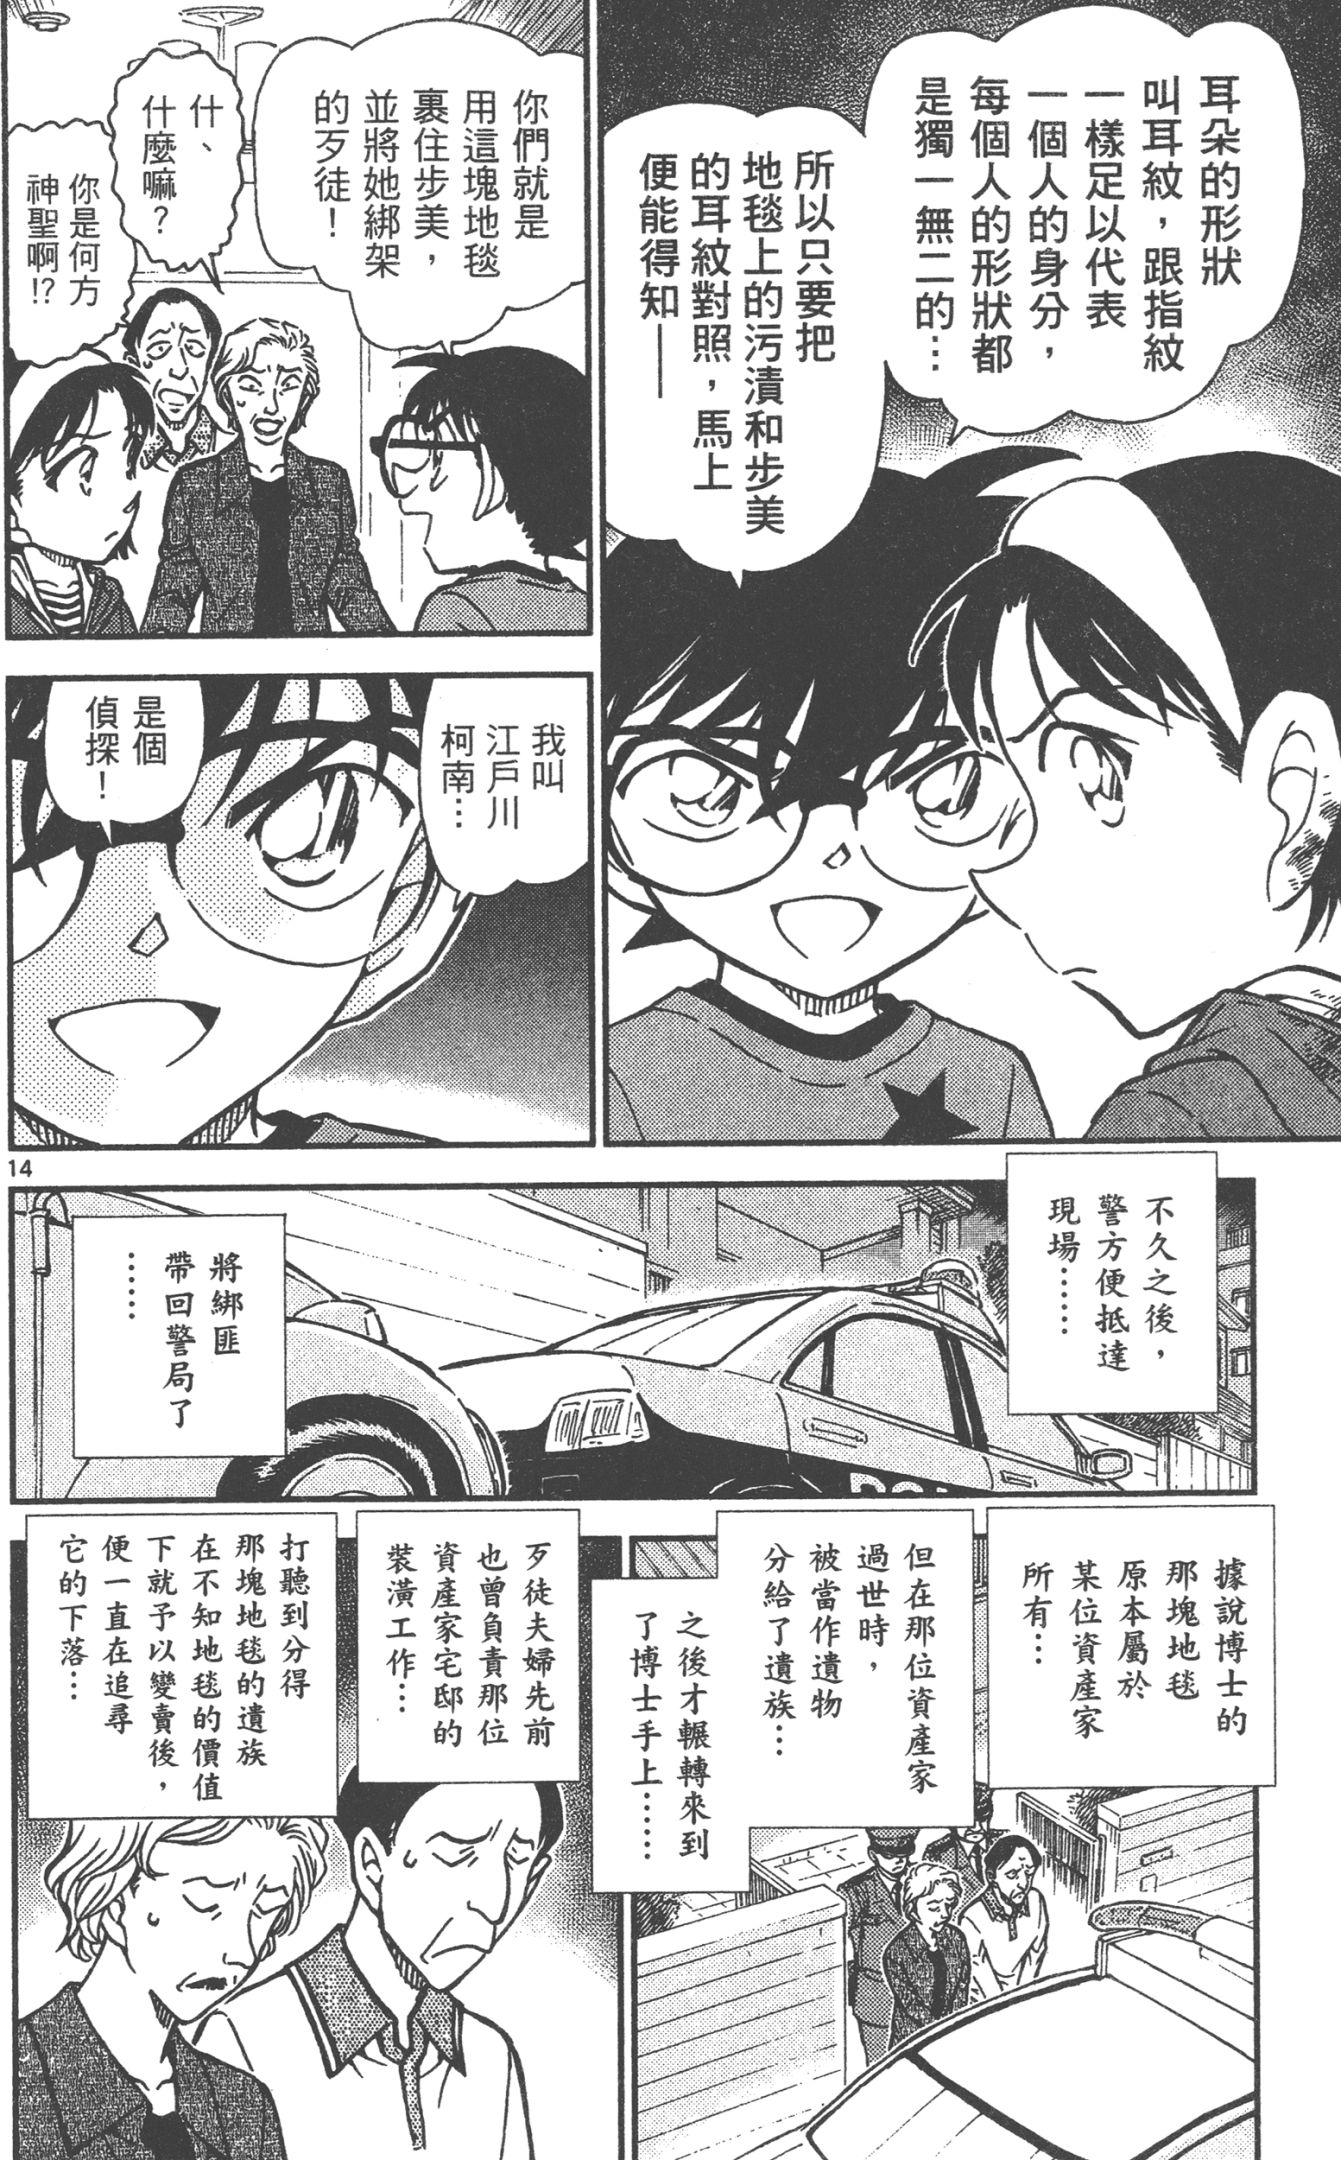 耳朵的形狀
叫耳紋，跟指紋
一樣足以代表
一個人的身分，
每個人的形狀都
是獨一無二的…
所以只要把
地毯上的污漬和步美
的耳紋對照，馬上
便能得知——
你們就是
用這塊地毯
裹住步美，
並將她綁架
的歹徒！
什、
什麼嘛？
你是何方
神聖啊!?
我叫
江戶川
柯南…
是個
偵探！
14
不久之後，
警方便抵達
現場……
將綁匪
帶回警局了
……
據說博士的
那塊地毯
原本屬於
某位資產家
所有…
但在那位資產家
過世時，
被當作遺物
分給了遺族…
之後才輾轉來到
了博士手上……
歹徒夫婦先前
也曾負責那位
資產家宅邸的
裝潢工作…
打聽到分得
那塊地毯的遺族
在不知地毯的價值
下就予以變賣後，
便一直在追尋
它的下落…